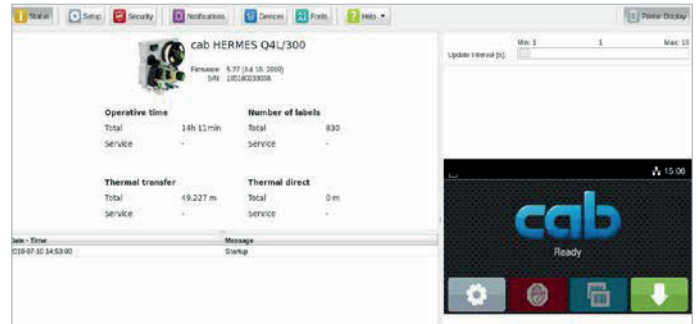 Status Setup Security Notifications Devices Fonts Help Printer Display
cab HERMES Q4L/300
Firmware: 5.27 (Jul 10, 2019)
S/N:
Operative time Number of labels
Total 14h 11min Total 830
Service - Service -
Thermal transfer Thermal direct
Total 49.227 m Total 0 m
Service - Service -
Date - Time Message
2019-07-10 14:53:00 Startup
Min: 1 1 Max: 10
Update Interval [s]:
15:06
cab
Ready